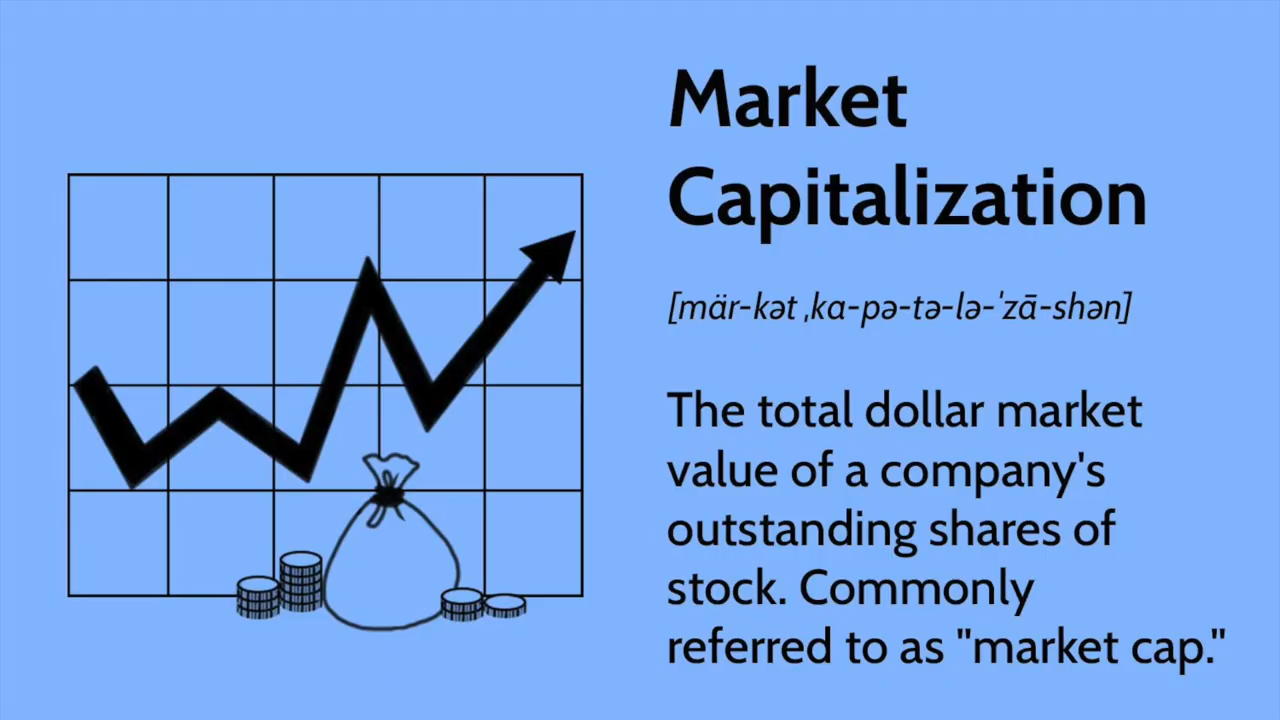 Market
Capitalization
[mär-kət ˌka-pə-tə-lə-ˈzā-shən]
The total dollar market
value of a company's
outstanding shares of
stock. Commonly
referred to as "market cap."